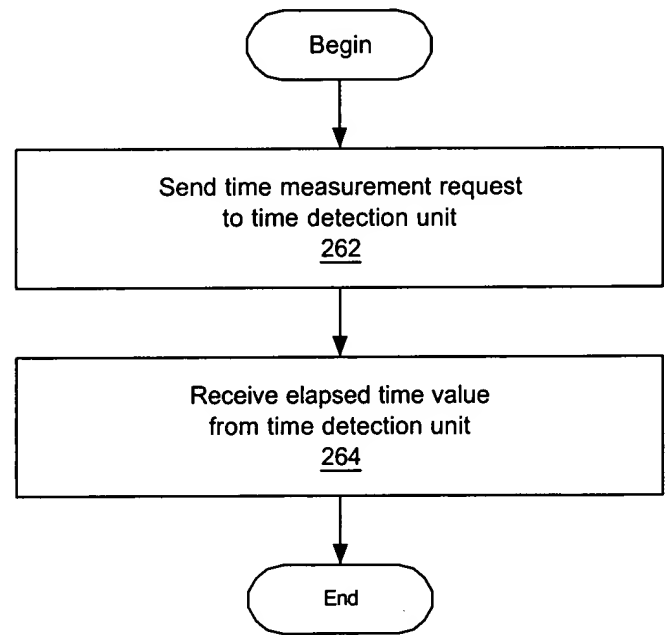 Begin
Send time measurement request
to time detection unit
262
Receive elapsed time value
from time detection unit
264
End